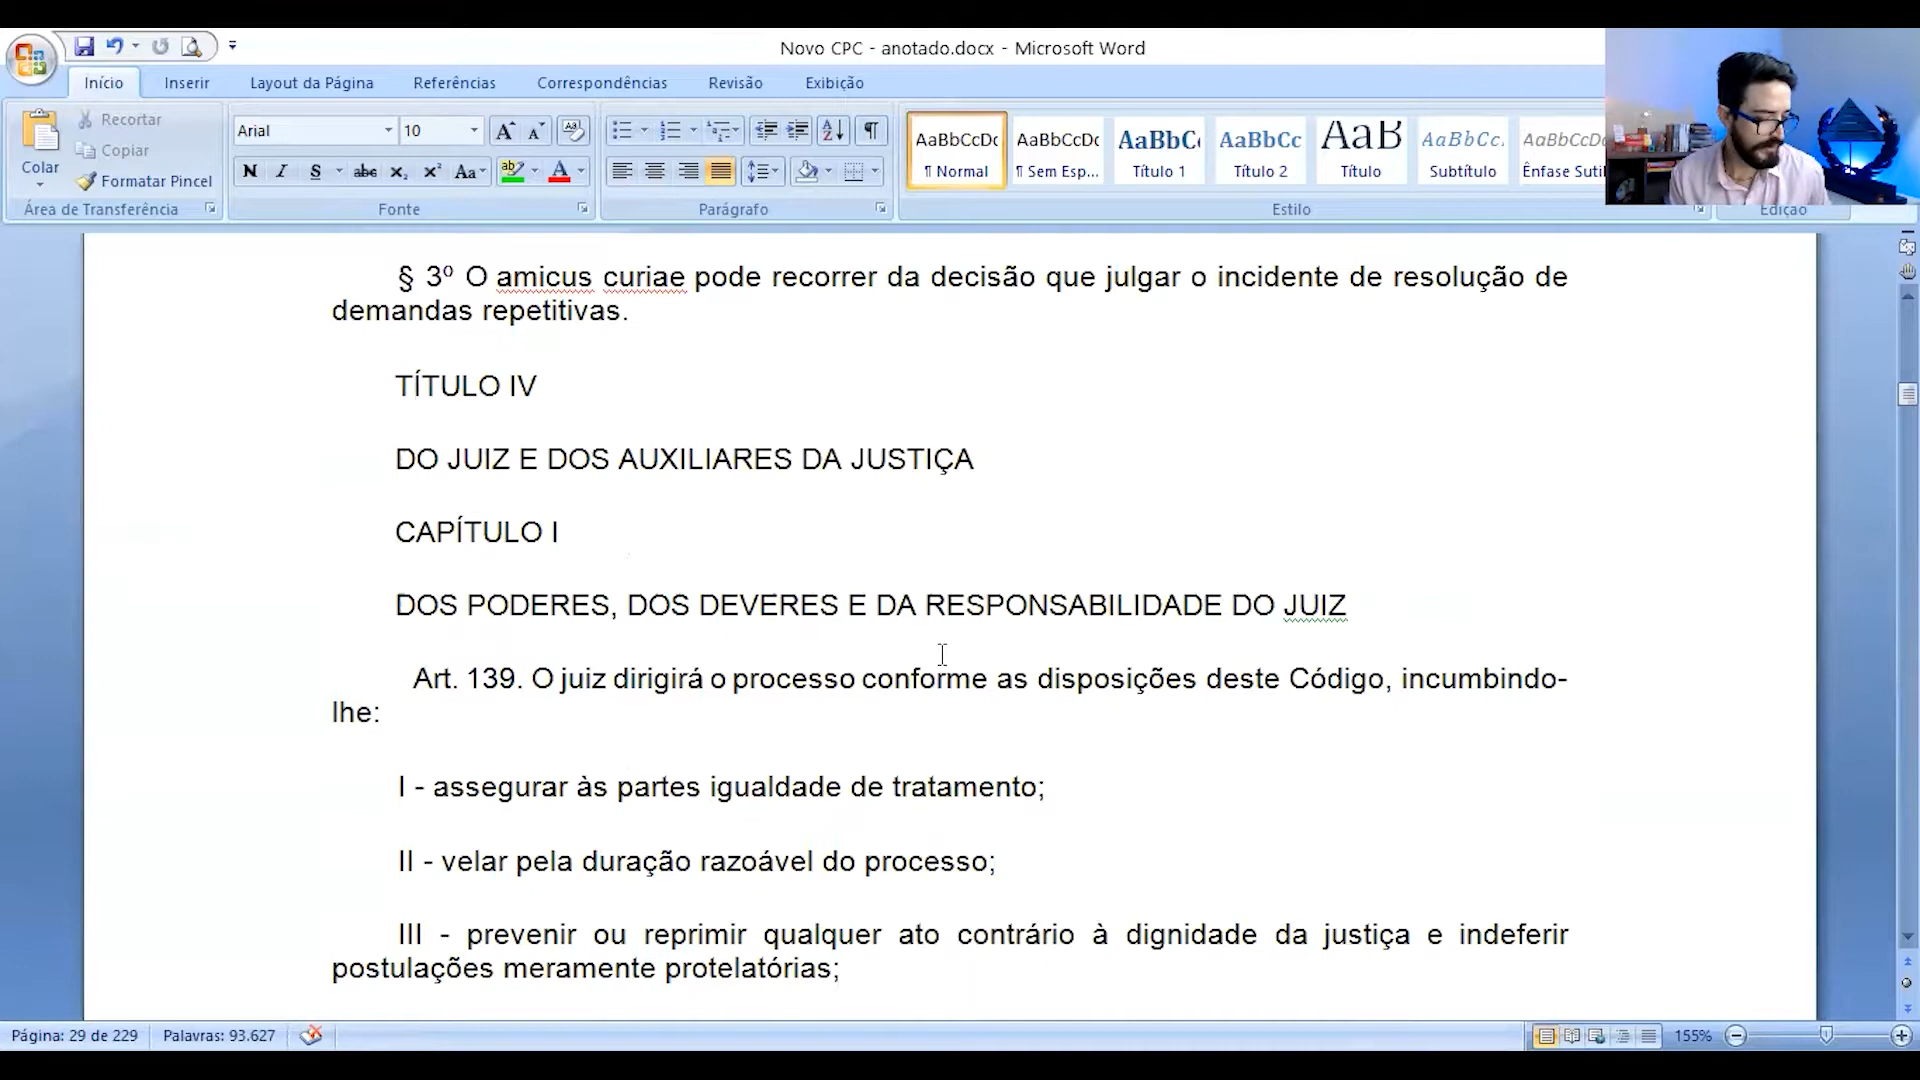 Novo CPC - anotado.docx - Microsoft Word
Início Inserir Layout da Página Referências Correspondências Revisão Exibição
Colar
Recortar
Copiar
Formatar Pincel
Área de Transferência
Arial 10
N I S abc x₂ x² Aa
Fonte
Parágrafo
AaBbCcDc AaBbCcDc AaBbC AaBbCc AaB AaBbCc. AaBbCcDc
¶ Normal ¶ Sem Esp... Título 1 Título 2 Título Subtítulo Ênfase Sutil
Estilo
Edição
§ 3º O amicus curiae pode recorrer da decisão que julgar o incidente de resolução de
demandas repetitivas.
TÍTULO IV
DO JUIZ E DOS AUXILIARES DA JUSTIÇA
CAPÍTULO I
DOS PODERES, DOS DEVERES E DA RESPONSABILIDADE DO JUIZ
Art. 139. O juiz dirigirá o processo conforme as disposições deste Código, incumbindo-
lhe:
I - assegurar às partes igualdade de tratamento;
II - velar pela duração razoável do processo;
III - prevenir ou reprimir qualquer ato contrário à dignidade da justiça e indeferir
postulações meramente protelatórias;
Página: 29 de 229 Palavras: 93.627 155%